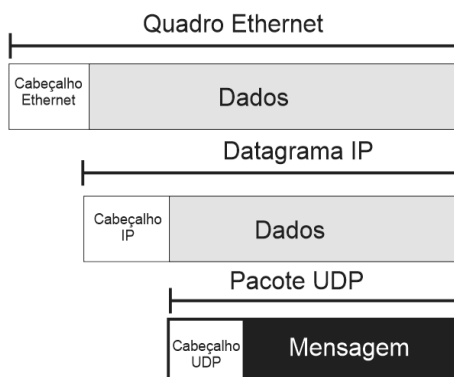 Quadro Ethernet
Cabeçalho
Ethernet
Dados
Datagrama IP
Cabeçalho
IP
Dados
Pacote UDP
Cabeçalho
UDP
Mensagem